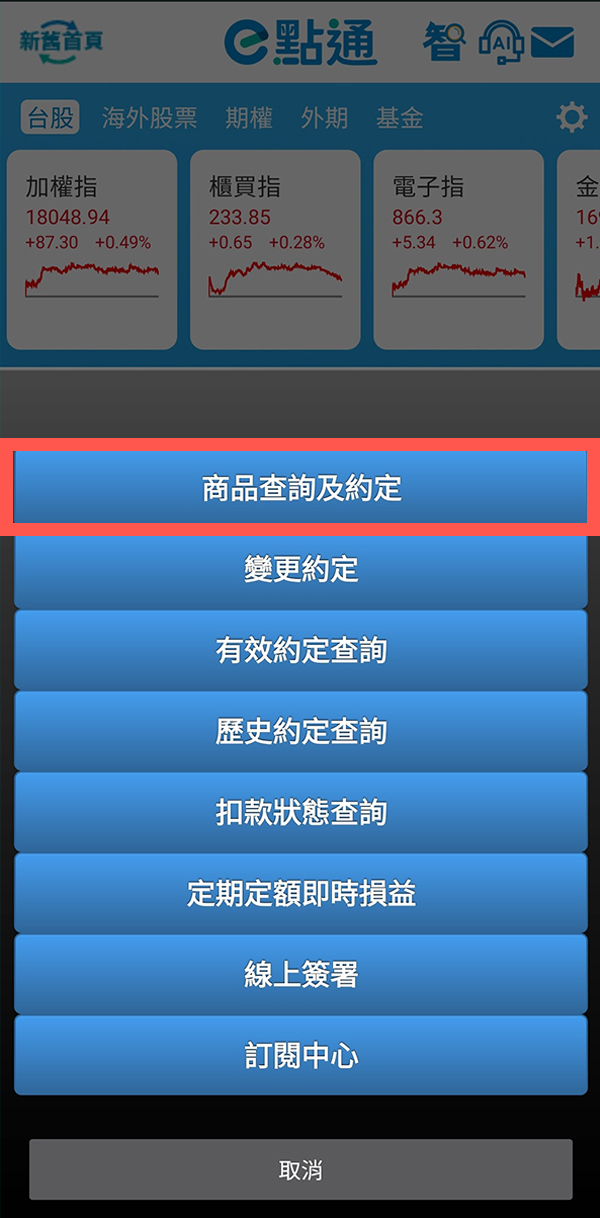 新舊首頁 e點通 智 AI
台股 海外股票 期權 外期 基金
加權指 櫃買指 電子指 金
18048.94 233.85 866.3 16
+87.30 +0.49% +0.65 +0.28% +5.34 +0.62% +1.
商品查詢及約定
變更約定
有效約定查詢
歷史約定查詢
扣款狀態查詢
定期定額即時損益
線上簽署
訂閱中心
取消